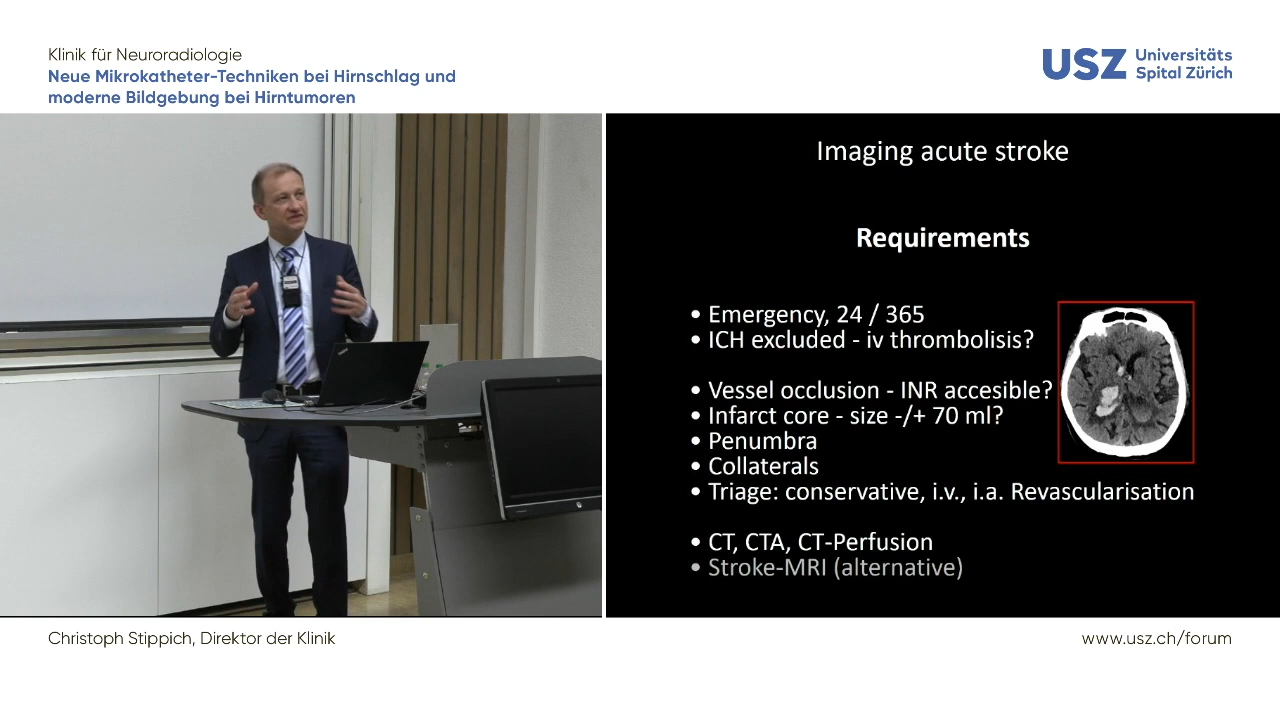 Klinik für Neuroradiologie
Neue Mikrokatheter-Techniken bei Hirnschlag und
moderne Bildgebung bei Hirntumoren
USZ Universitäts
Spital Zürich
Imaging acute stroke
Requirements
• Emergency, 24 / 365
• ICH excluded - iv thrombolisis?
• Vessel occlusion - INR accesible?
• Infarct core - size -/+ 70 ml?
• Penumbra
• Collaterals
• Triage: conservative, i.v., i.a. Revascularisation
• CT, CTA, CT-Perfusion
• Stroke-MRI (alternative)
Christoph Stippich, Direktor der Klinik
www.usz.ch/forum